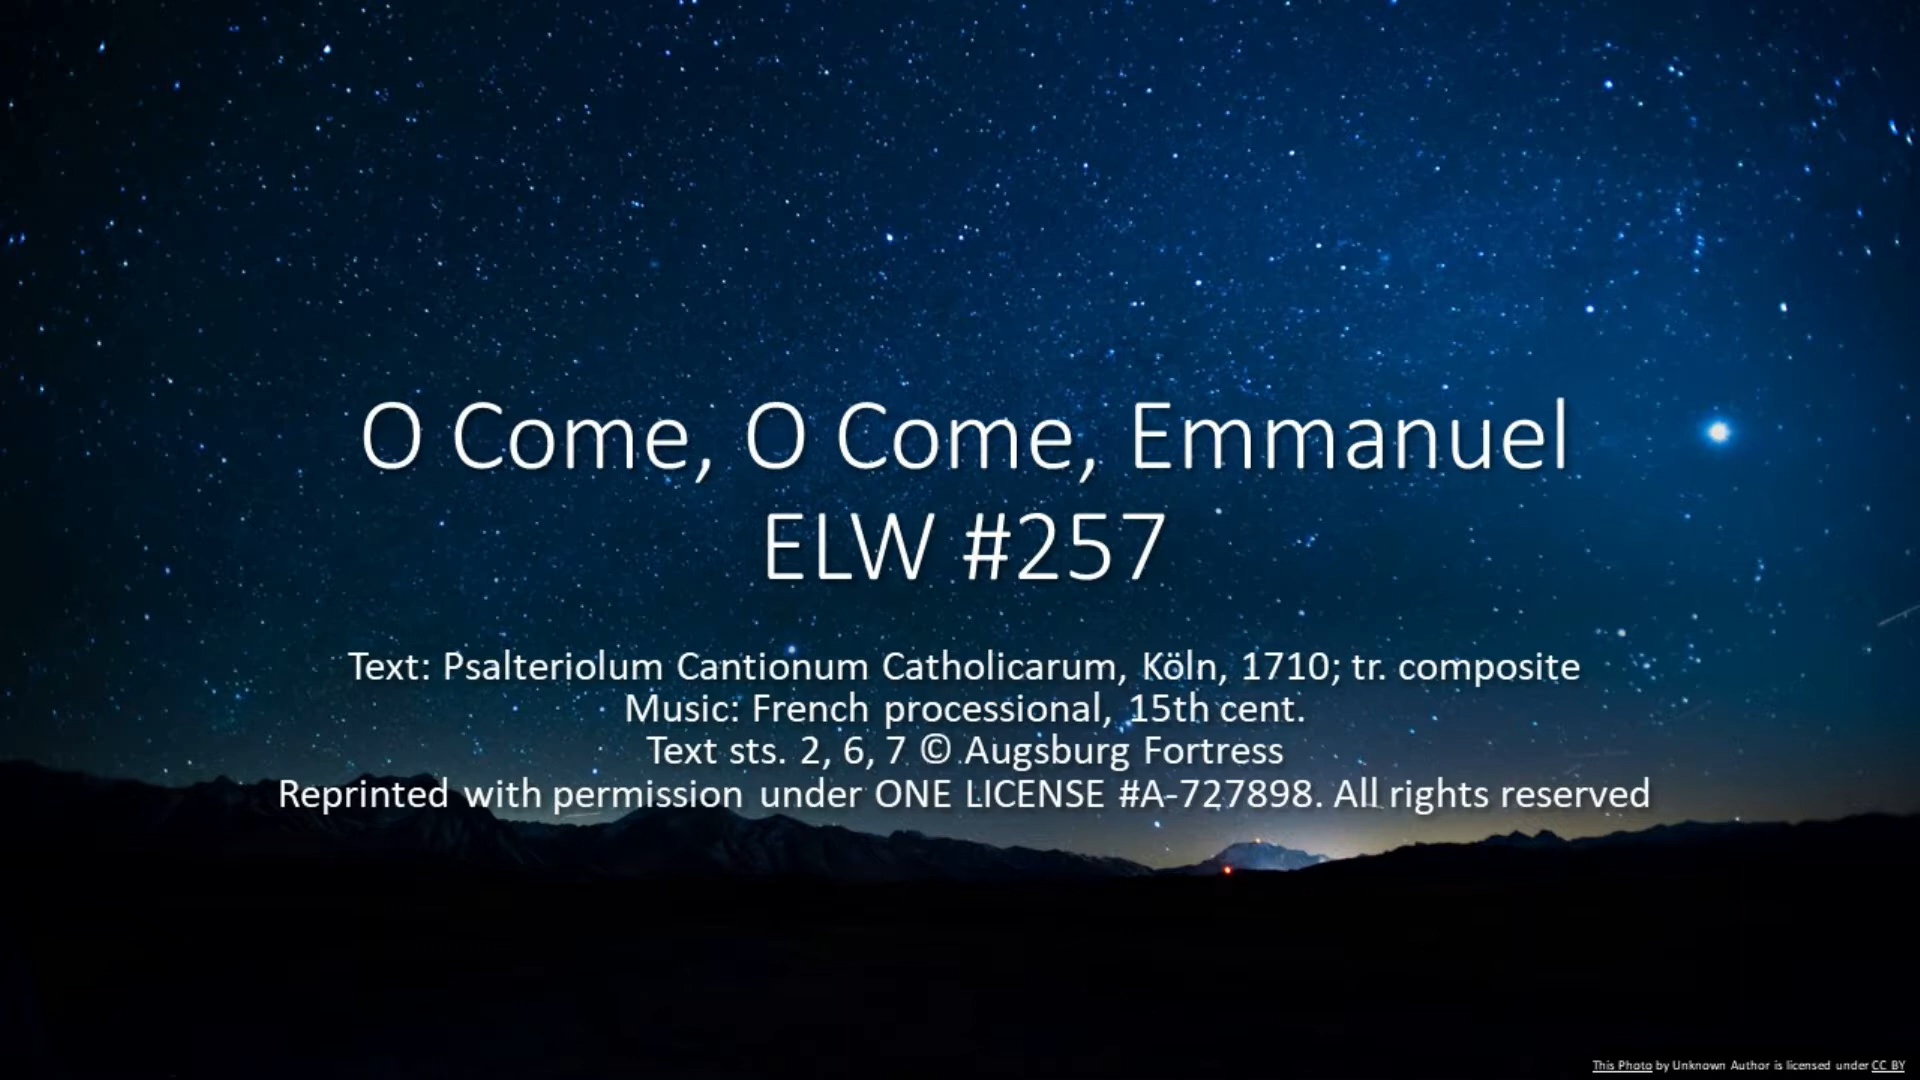 O Come, O Come, Emmanuel
ELW #257
Text: Psalteriolum Cantionum Catholicarum, Köln, 1710; tr. composite
Music: French processional, 15th cent.
Text sts. 2, 6, 7 © Augsburg Fortress
Reprinted with permission under ONE LICENSE #A-727898. All rights reserved
This Photo by Unknown Author is licensed under CC BY